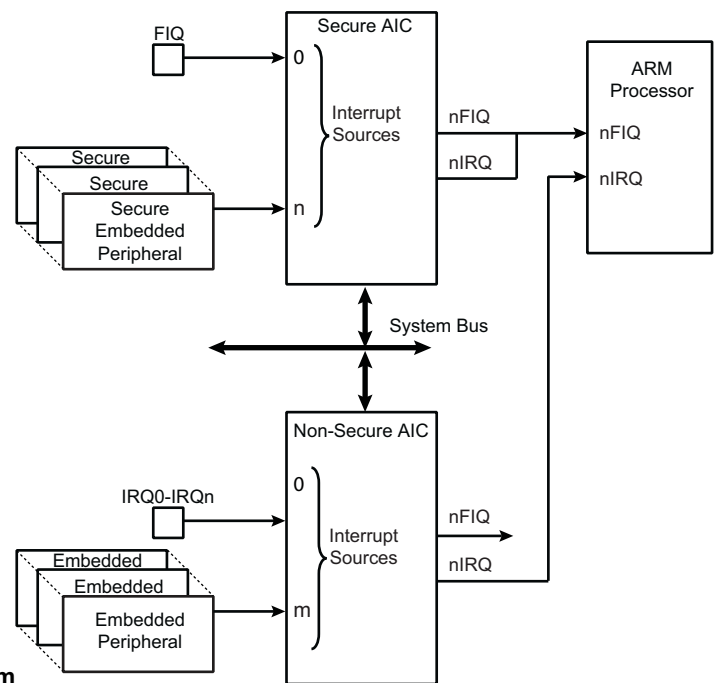 FIQ
Secure AIC
0
Interrupt
Sources
n
nFIQ
nIRQ
ARM
Processor
nFIQ
nIRQ
Secure
Secure
Secure
Embedded
Peripheral
System Bus
Non-Secure AIC
IRQ0-IRQn
0
Interrupt
Sources
m
nFIQ
nIRQ
Embedded
Embedded
Embedded
Peripheral
m